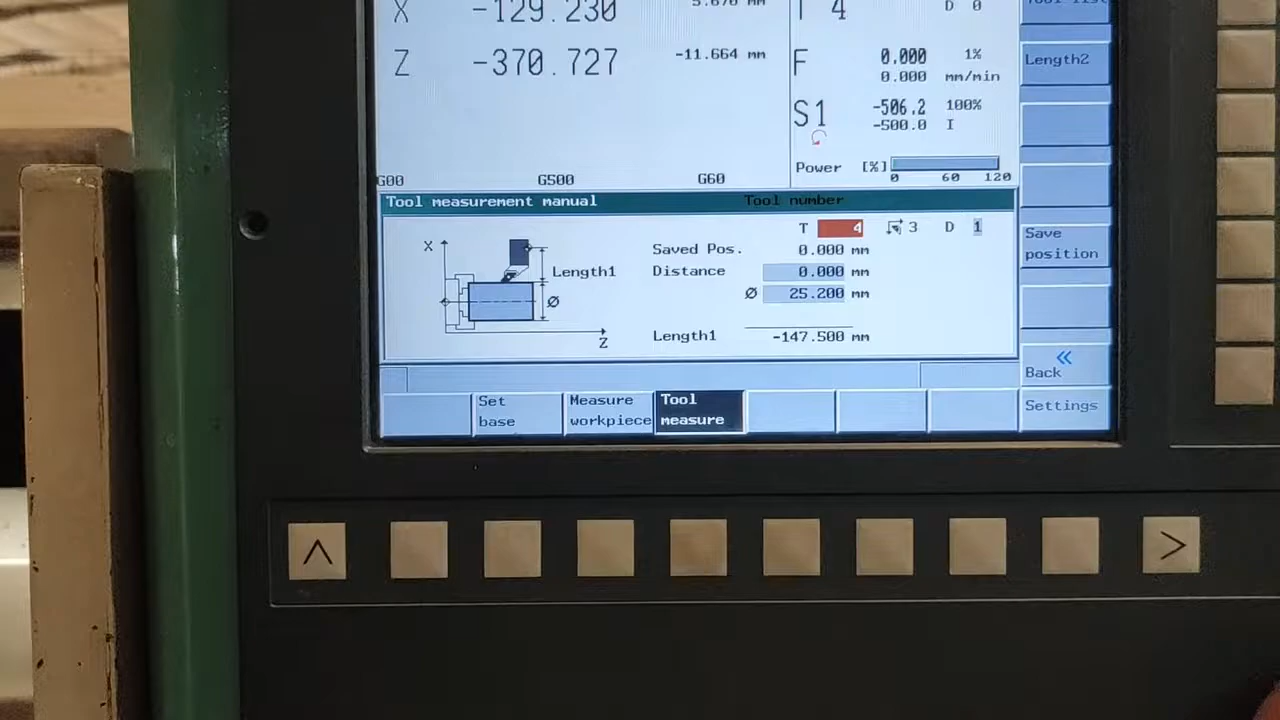 X -129.230 5.670 mm T 4 D 0
Z -370.727 -11.664 mm F 0.000 1%
0.000 mm/min
Length2
S1 -506.2 100%
-500.0 I
Power [%] 0 60 120
G00 G500 G60
Tool measurement manual Tool number
T 4 3 D 1
Saved Pos. 0.000 mm
Distance 0.000 mm
Ø 25.200 mm
Length1 -147.500 mm
X Length1 Ø Z
Save
position
«
Back
Set
base
Measure
workpiece
Tool
measure
Settings
^ >